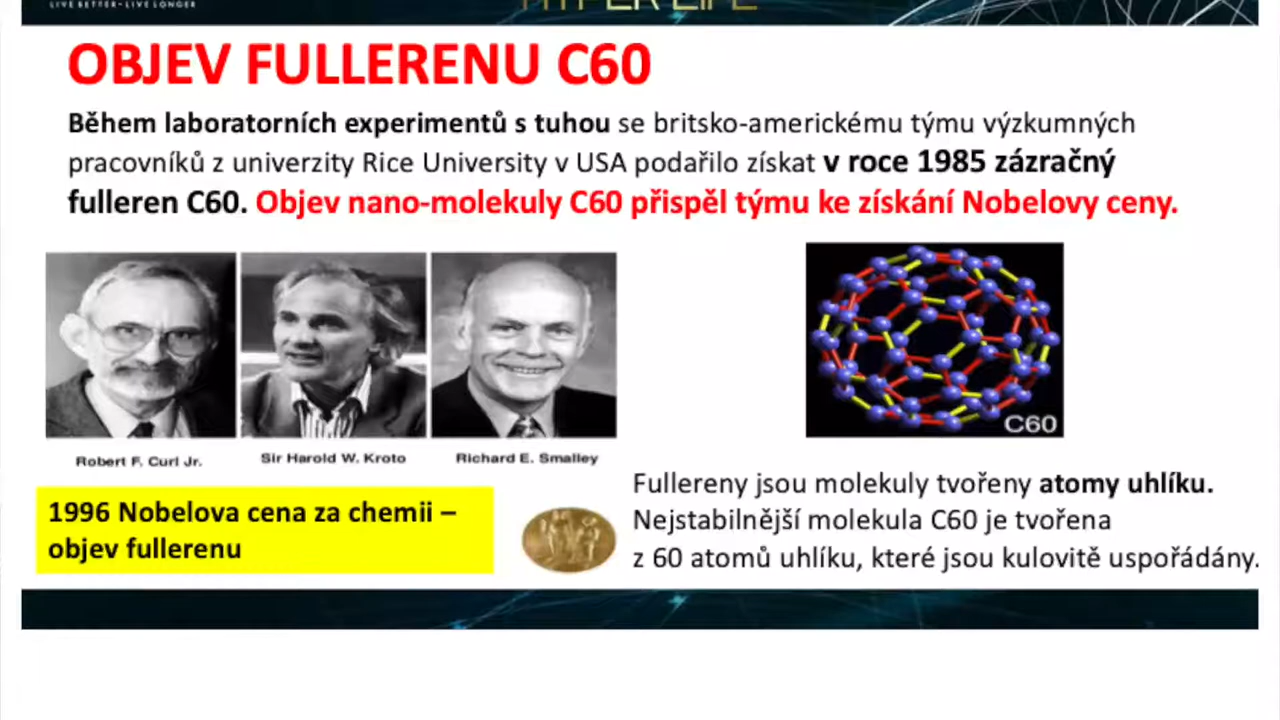 LIVE BETTER • LIVE LONGER
HYPER LIFE
OBJEV FULLERENU C60
Během laboratorních experimentů s tuhou se britsko-americkému týmu výzkumných
pracovníků z univerzity Rice University v USA podařilo získat v roce 1985 zázračný
fulleren C60. Objev nano-molekuly C60 přispěl týmu ke získání Nobelovy ceny.
C60
Robert F. Curl Jr.
Sir Harold W. Kroto
Richard E. Smalley
1996 Nobelova cena za chemii –
objev fullerenu
Fullereny jsou molekuly tvořeny atomy uhlíku.
Nejstabilnější molekula C60 je tvořena
z 60 atomů uhlíku, které jsou kulovitě uspořádány.